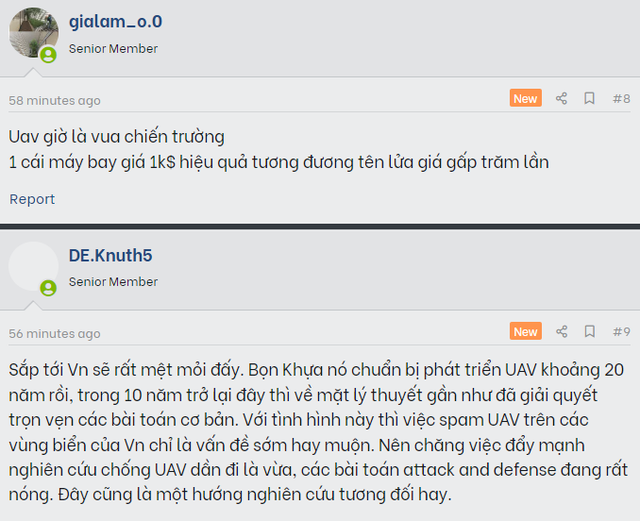 gialam_o.0
Senior Member
58 minutes ago
New
#8
Uav giờ là vua chiến trường
1 cái máy bay giá 1k$ hiệu quả tương đương tên lửa giá gấp trăm lần
Report
DE.Knuth5
Senior Member
56 minutes ago
New
#9
Sắp tới Vn sẽ rất mệt mỏi đấy. Bọn Khựa nó chuẩn bị phát triển UAV khoảng 20
năm rồi, trong 10 năm trở lại đây thì về mặt lý thuyết gần như đã giải quyết
trọn vẹn các bài toán cơ bản. Với tình hình này thì việc spam UAV trên các
vùng biển của Vn chỉ là vấn đề sớm hay muộn. Nên chăng việc đẩy mạnh
nghiên cứu chống UAV dần đi là vừa, các bài toán attack and defense đang rất
nóng. Đây cũng là một hướng nghiên cứu tương đối hay.